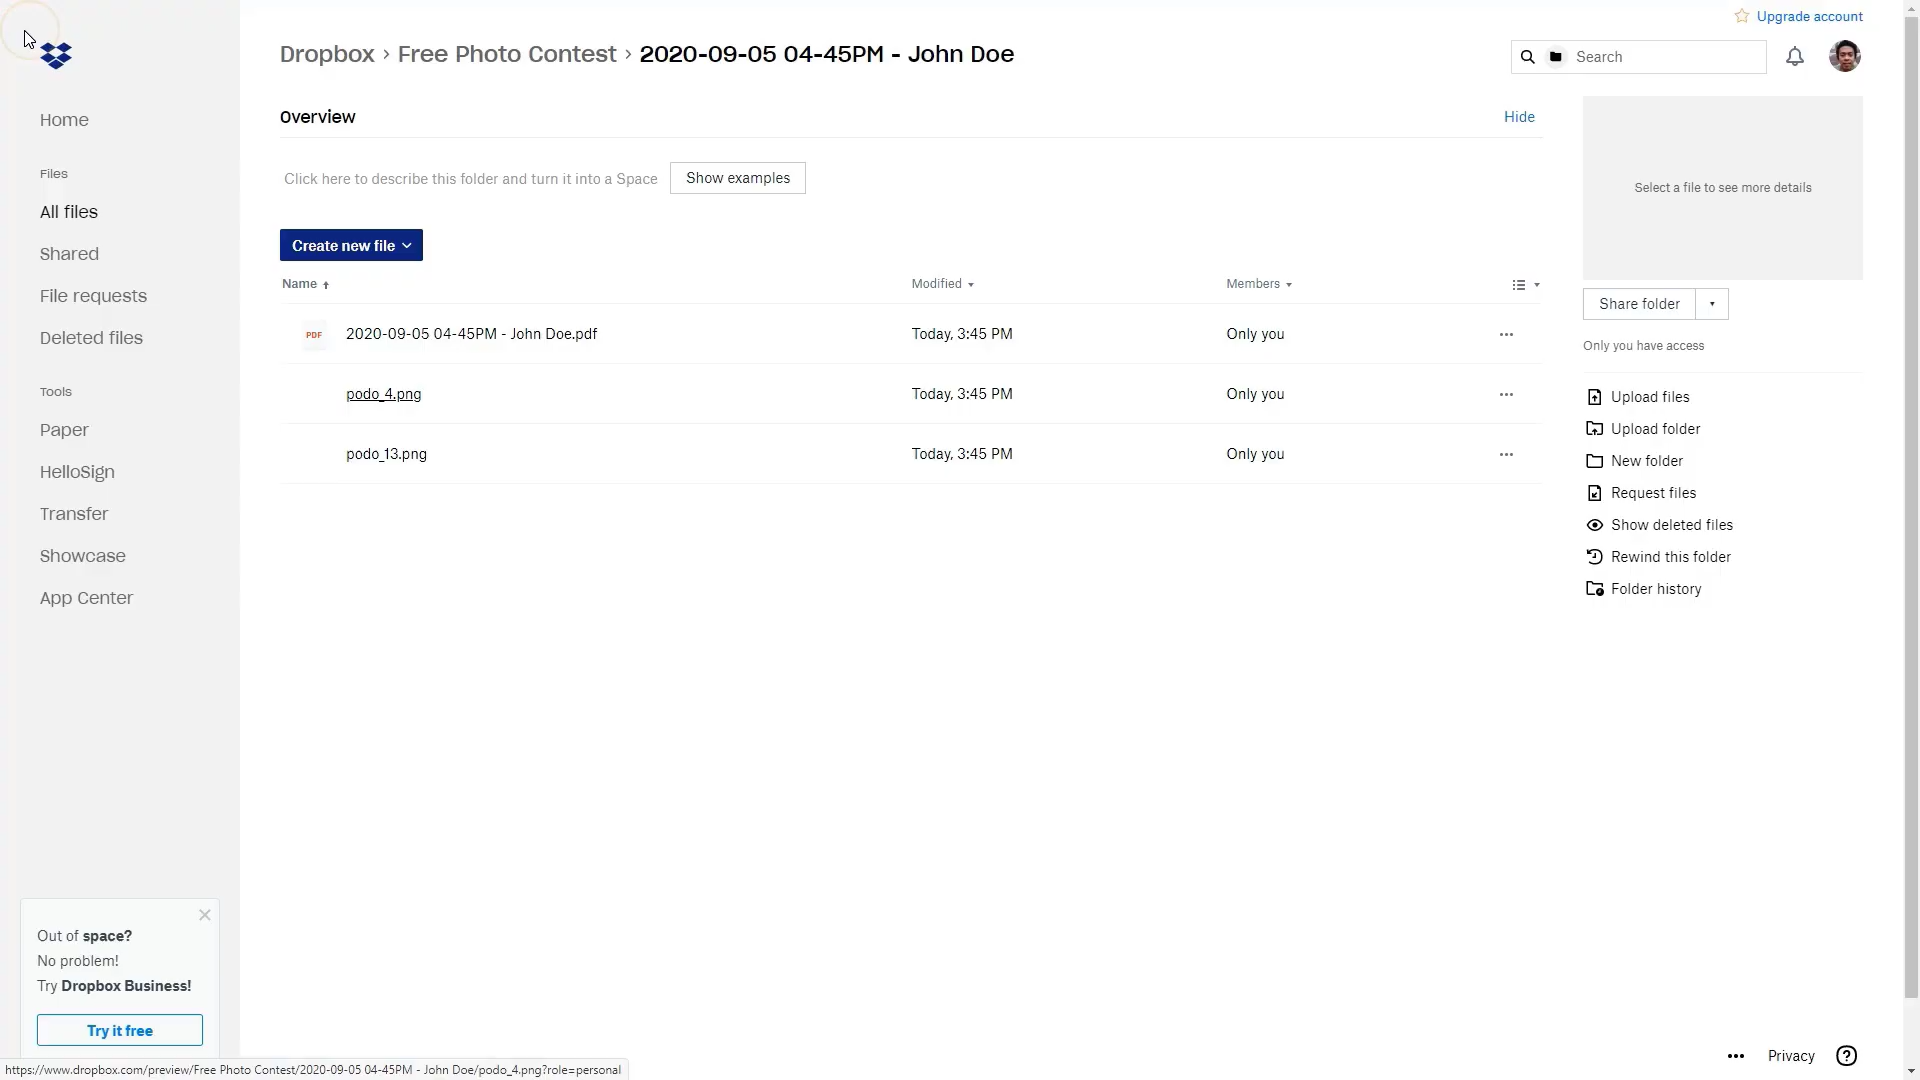 Upgrade account
Dropbox › Free Photo Contest › 2020-09-05 04-45PM - John Doe
Search
Home
Files
All files
Shared
File requests
Deleted files
Tools
Paper
HelloSign
Transfer
Showcase
App Center
Overview
Hide
Click here to describe this folder and turn it into a Space
Show examples
Create new file
Name
Modified
Members
PDF
2020-09-05 04-45PM - John Doe.pdf
Today, 3:45 PM
Only you
podo_4.png
Today, 3:45 PM
Only you
podo_13.png
Today, 3:45 PM
Only you
Select a file to see more details
Share folder
Only you have access
Upload files
Upload folder
New folder
Request files
Show deleted files
Rewind this folder
Folder history
Out of space?
No problem!
Try Dropbox Business!
Try it free
Privacy
https://www.dropbox.com/preview/Free Photo Contest/2020-09-05 04-45PM - John Doe/podo_4.png?role=personal